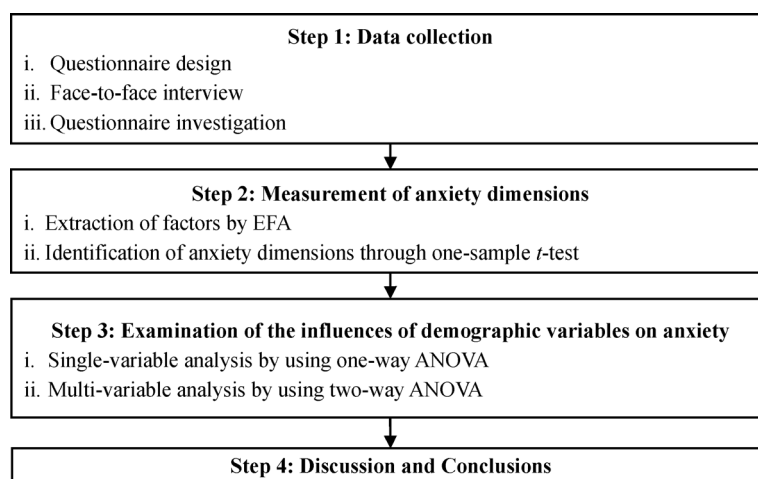 Step 1: Data collection
i. Questionnaire design
ii. Face-to-face interview
iii. Questionnaire investigation
Step 2: Measurement of anxiety dimensions
i. Extraction of factors by EFA
ii. Identification of anxiety dimensions through one-sample t-test
Step 3: Examination of the influences of demographic variables on anxiety
i. Single-variable analysis by using one-way ANOVA
ii. Multi-variable analysis by using two-way ANOVA
Step 4: Discussion and Conclusions